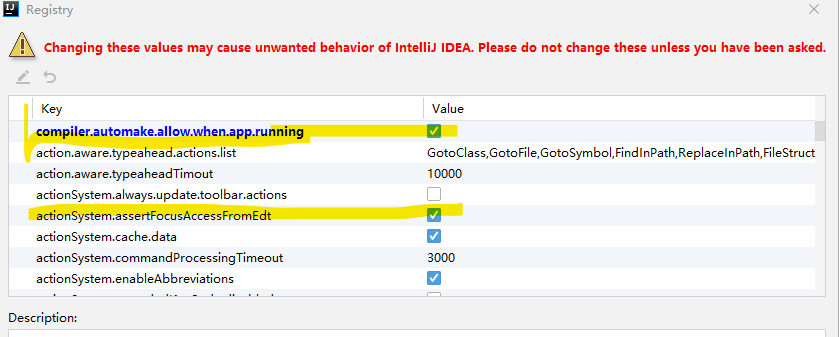 IJ Registry
Changing these values may cause unwanted behavior of IntelliJ IDEA. Please do not change these unless you have been asked.
Key Value
compiler.automake.allow.when.app.running
action.aware.typeahead.actions.list GotoClass,GotoFile,GotoSymbol,FindInPath,ReplaceInPath,FileStruct
action.aware.typeaheadTimout 10000
actionSystem.always.update.toolbar.actions
actionSystem.assertFocusAccessFromEdt
actionSystem.cache.data
actionSystem.commandProcessingTimeout 3000
actionSystem.enableAbbreviations
Description: